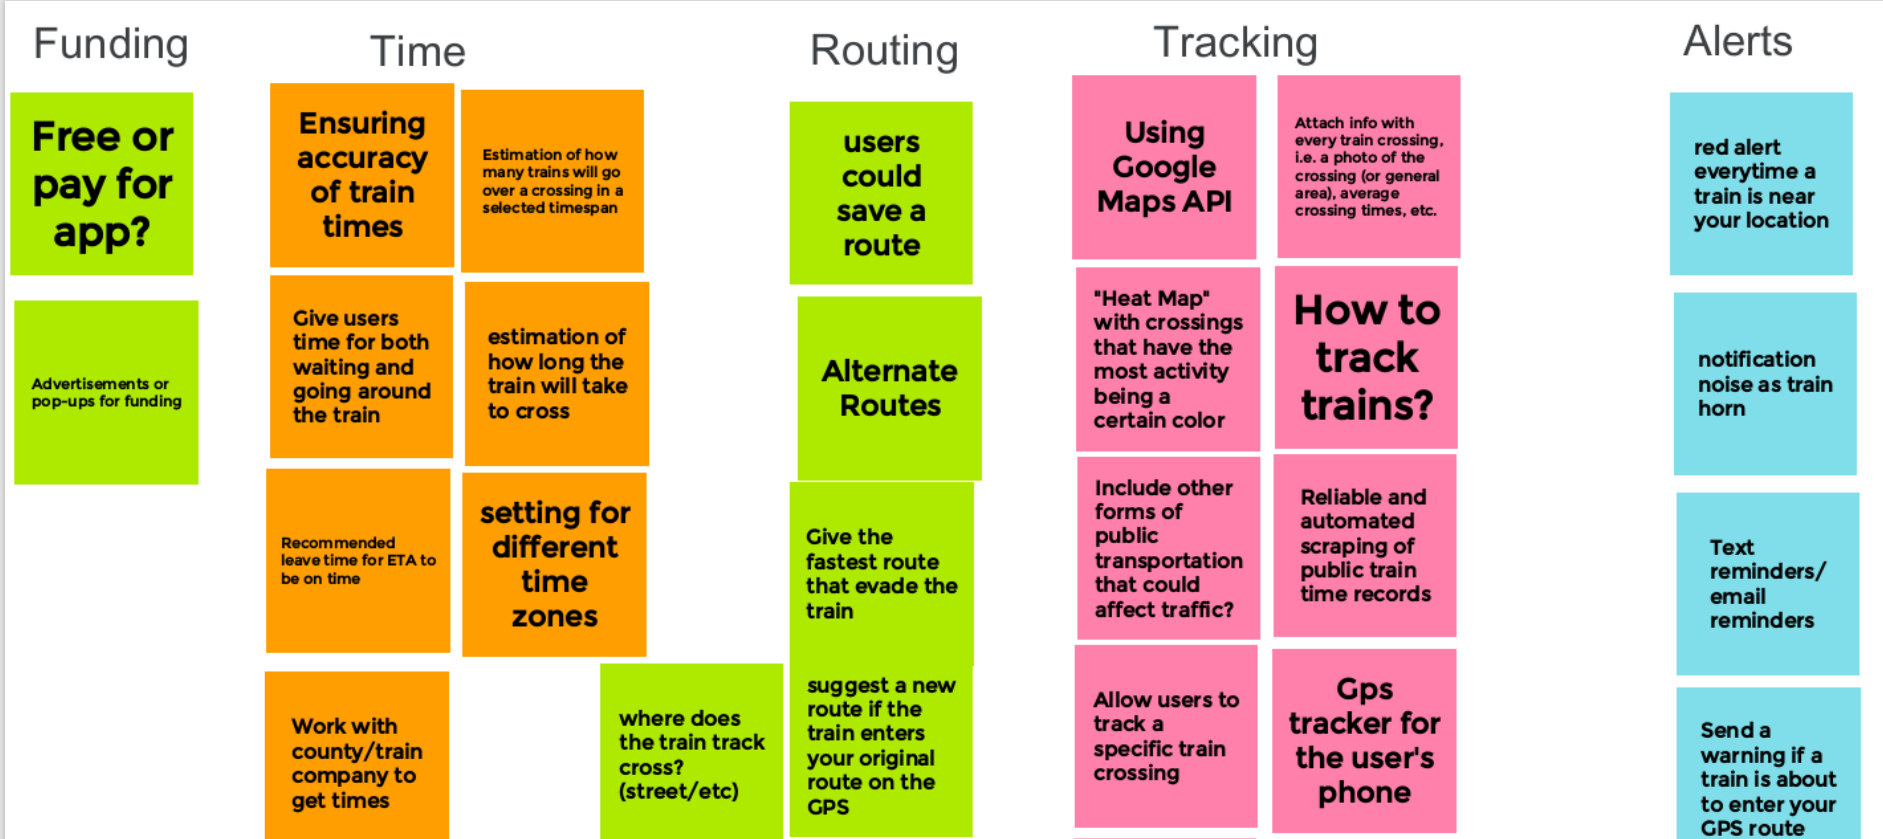 Funding
Free or
pay for
app?
Advertisements or
pop-ups for funding
Time
Ensuring
accuracy
of train
times
Estimation of how
many trains will go
over a crossing in a
selected timespan
Give users
time for both
waiting and
going around
the train
estimation of
how long the
train will take
to cross
Recommended
leave time for ETA to
be on time
setting for
different
time
zones
Work with
county/train
company to
get times
Routing
users
could
save a
route
Alternate
Routes
Give the
fastest route
that evade the
train
where does
the train track
cross?
(street/etc)
suggest a new
route if the
train enters
your original
route on the
GPS
Tracking
Using
Google
Maps API
Attach info with
every train crossing,
i.e. a photo of the
crossing (or general
area), average
crossing times, etc.
"Heat Map"
with crossings
that have the
most activity
being a
certain color
How to
track
trains?
Include other
forms of
public
transportation
that could
affect traffic?
Reliable and
automated
scraping of
public train
time records
Allow users to
track a
specific train
crossing
Gps
tracker for
the user's
phone
Alerts
red alert
everytime a
train is near
your location
notification
noise as train
horn
Text
reminders/
email
reminders
Send a
warning if a
train is about
to enter your
GPS route